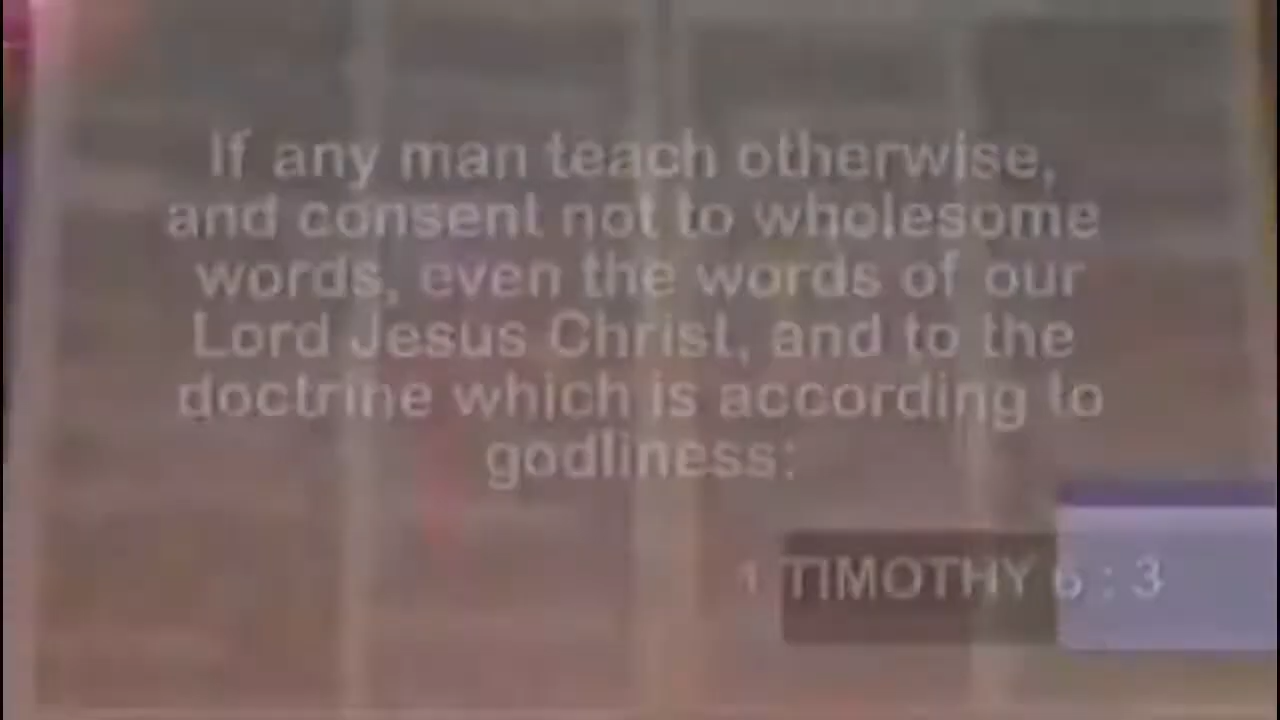 If any man teach otherwise,
and consent not to wholesome
words, even the words of our
Lord Jesus Christ, and to the
doctrine which is according to
godliness:
1 TIMOTHY 6 : 3